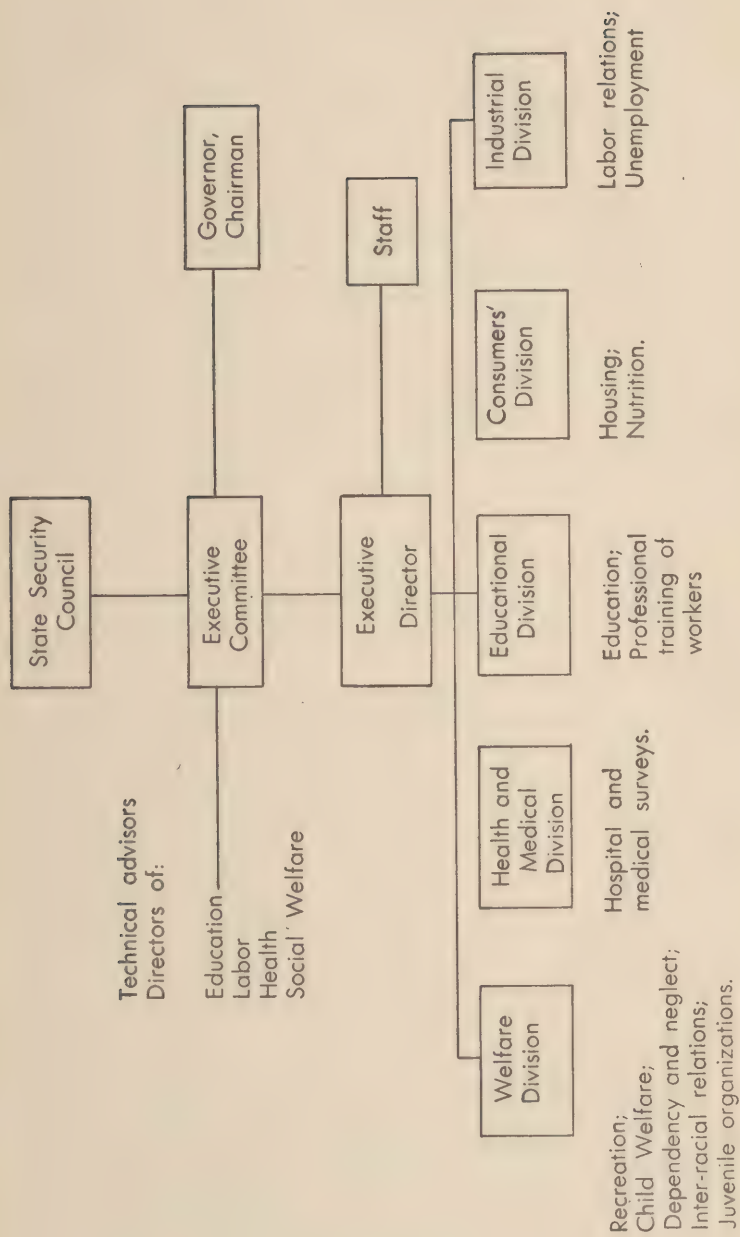 State Security
Council
Technical advisors
Directors of:
Education
Labor
Health
Social Welfare
Executive
Committee
Governor,
Chairman
Executive
Director
Staff
Welfare
Division
Health and
Medical
Division
Educational
Division
Consumers'
Division
Industrial
Division
Recreation;
Child Welfare;
Dependency and neglect;
Inter-racial relations;
Juvenile organizations.
Hospital and
medical surveys.
Education;
Professional
training of
workers
Housing;
Nutrition.
Labor relations;
Unemployment